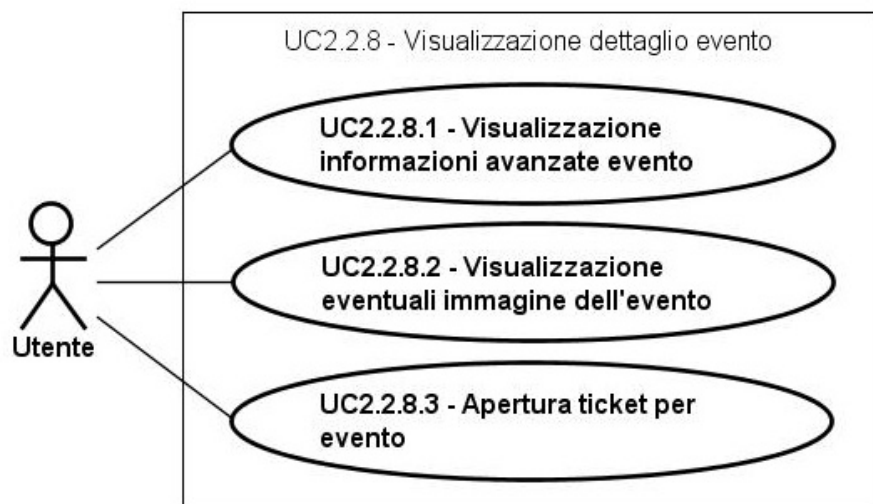 UC2.2.8 - Visualizzazione dettaglio evento
UC2.2.8.1 - Visualizzazione
informazioni avanzate evento
UC2.2.8.2 - Visualizzazione
eventuali immagine dell'evento
Utente
UC2.2.8.3 - Apertura ticket per
evento